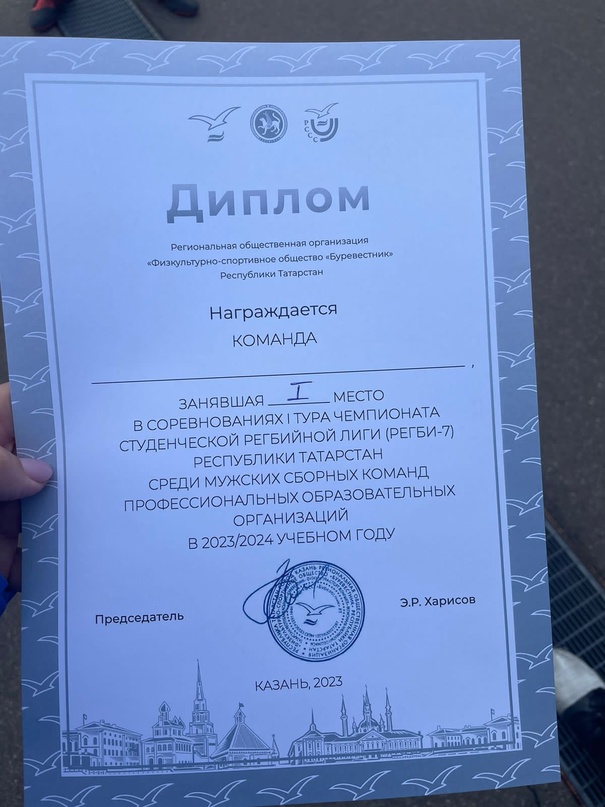 РССС
Диплом
Региональная общественная организация
«Физкультурно-спортивное общество «Буревестник»
Республики Татарстан
Награждается
КОМАНДА
,
ЗАНЯВШАЯ I МЕСТО
В СОРЕВНОВАНИЯХ I ТУРА ЧЕМПИОНАТА
СТУДЕНЧЕСКОЙ РЕГБИЙНОЙ ЛИГИ (РЕГБИ-7)
РЕСПУБЛИКИ ТАТАРСТАН
СРЕДИ МУЖСКИХ СБОРНЫХ КОМАНД
ПРОФЕССИОНАЛЬНЫХ ОБРАЗОВАТЕЛЬНЫХ
ОРГАНИЗАЦИЙ
В 2023/2024 УЧЕБНОМ ГОДУ
Председатель
Э.Р. Харисов
КАЗАНЬ, 2023